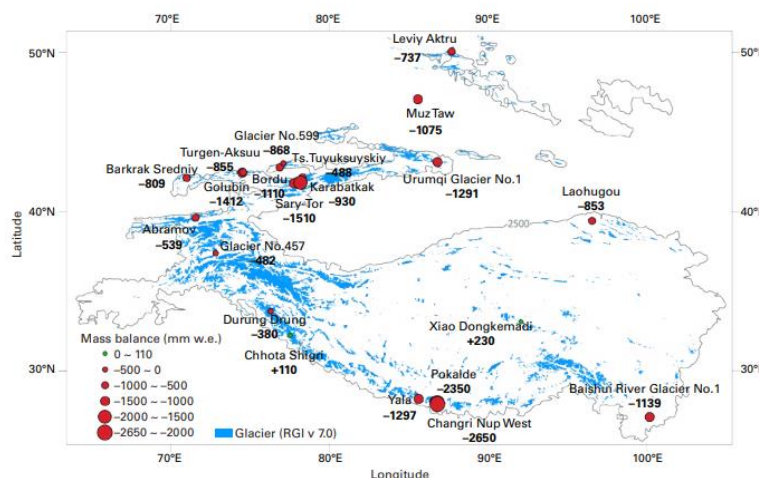 70°E 80°E 90°E 100°E
50°N 50°N
Leviy Aktru
−737
Muz Taw
−1075
Glacier No.599
−868
Turgen-Aksuu
−855
Ts.Tuyuksuyskiy
−488
Barkrak Sredniy
−809
Golubin
−1412
Bordu
−1110
Karabatkak
−930
Sary-Tor
−1510
Urumqi Glacier No.1
−1291
Laohugou
−853
40°N 40°N
Latitude
2500
Abramov
−539
Glacier No.457
−482
Durung Drung
−380
Chhota Shigri
+110
Xiao Dongkemadi
+230
30°N 30°N
Pokalde
−2350
Yala
−1297
Changri Nup West
−2650
Baishui River Glacier No.1
−1139
Mass balance (mm w.e.)
0 ~ 110
−500 ~ 0
−1000 ~ −500
−1500 ~ −1000
−2000 ~ −1500
−2650 ~ −2000
Glacier (RGI v 7.0)
70°E 80°E 90°E 100°E
Longitude